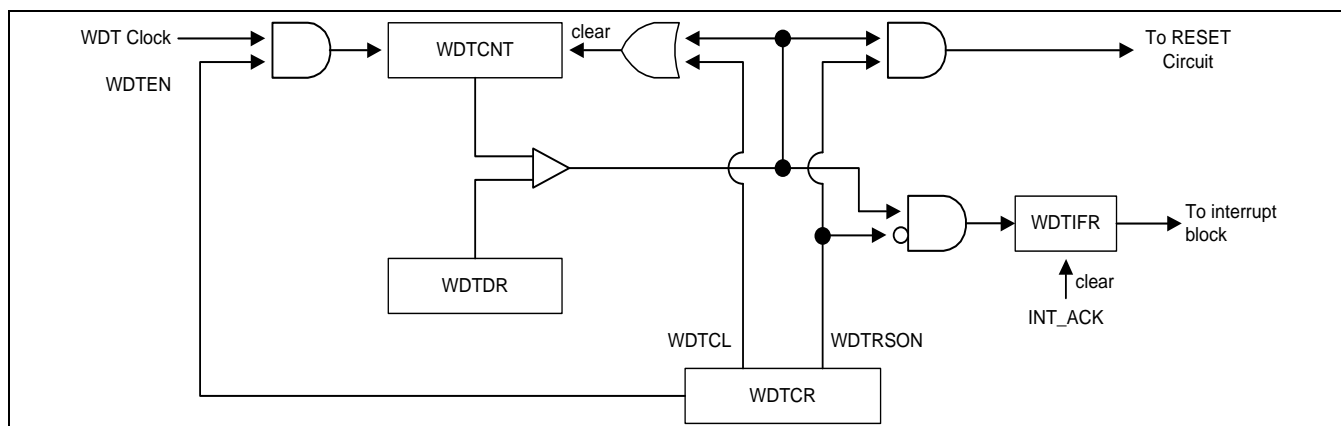 WDT Clock
WDTEN
WDTCNT
clear
To RESET
Circuit
WDTDR
WDTIFR
To interrupt
block
clear
INT_ACK
WDTCL
WDTRSON
WDTCR